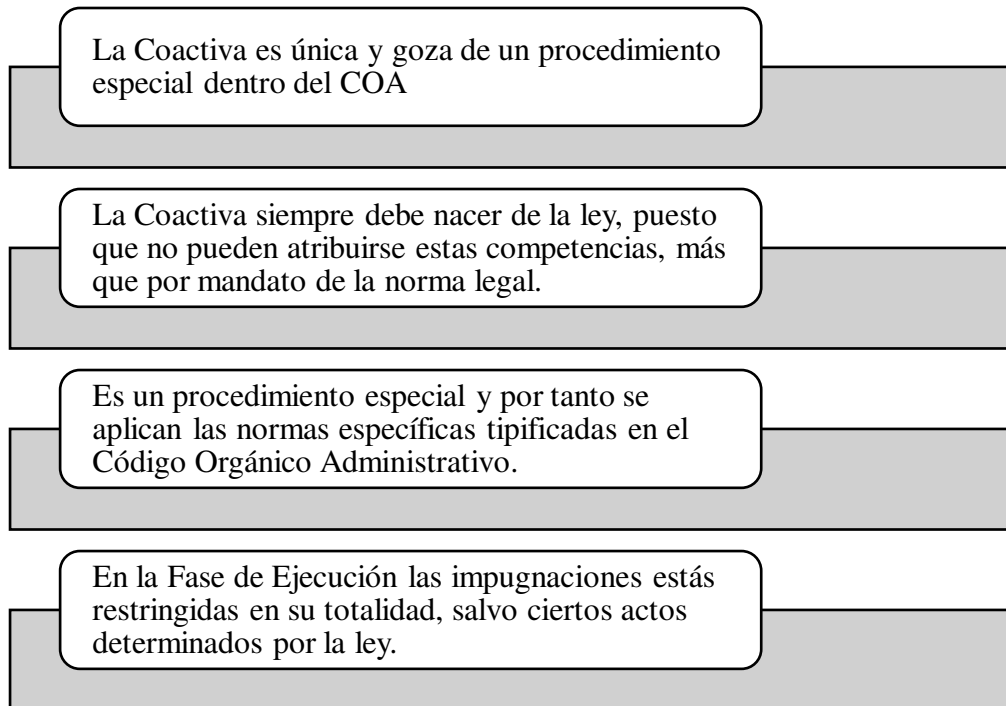 La Coactiva es única y goza de un procedimiento
especial dentro del COA
La Coactiva siempre debe nacer de la ley, puesto
que no pueden atribuirse estas competencias, más
que por mandato de la norma legal.
Es un procedimiento especial y por tanto se
aplican las normas específicas tipificadas en el
Código Orgánico Administrativo.
En la Fase de Ejecución las impugnaciones estás
restringidas en su totalidad, salvo ciertos actos
determinados por la ley.